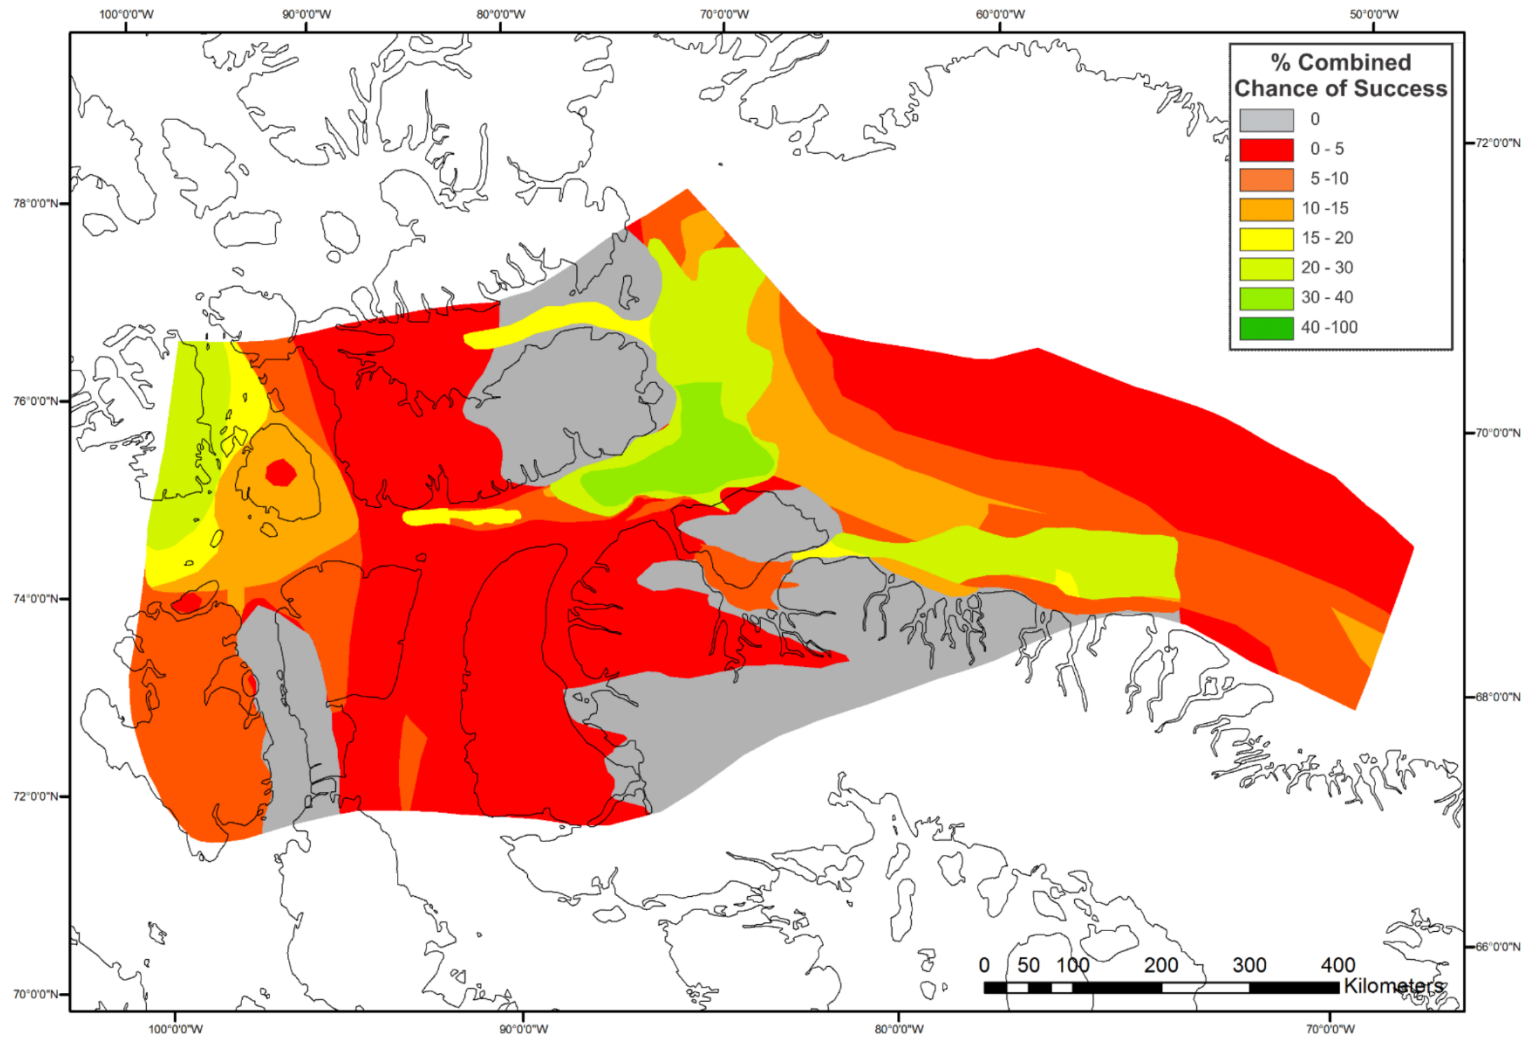 100°0'0"W 90°0'0"W 80°0'0"W 70°0'0"W 60°0'0"W 50°0'0"W
% Combined
Chance of Success
0
0 - 5
5 -10
10 -15
15 - 20
20 - 30
30 - 40
40 -100
72°0'0"N
78°0'0"N
76°0'0"N
70°0'0"N
74°0'0"N
68°0'0"N
72°0'0"N
66°0'0"N
0 50 100 200 300 400
Kilometers
70°0'0"N
100°0'0"W 90°0'0"W 80°0'0"W 70°0'0"W